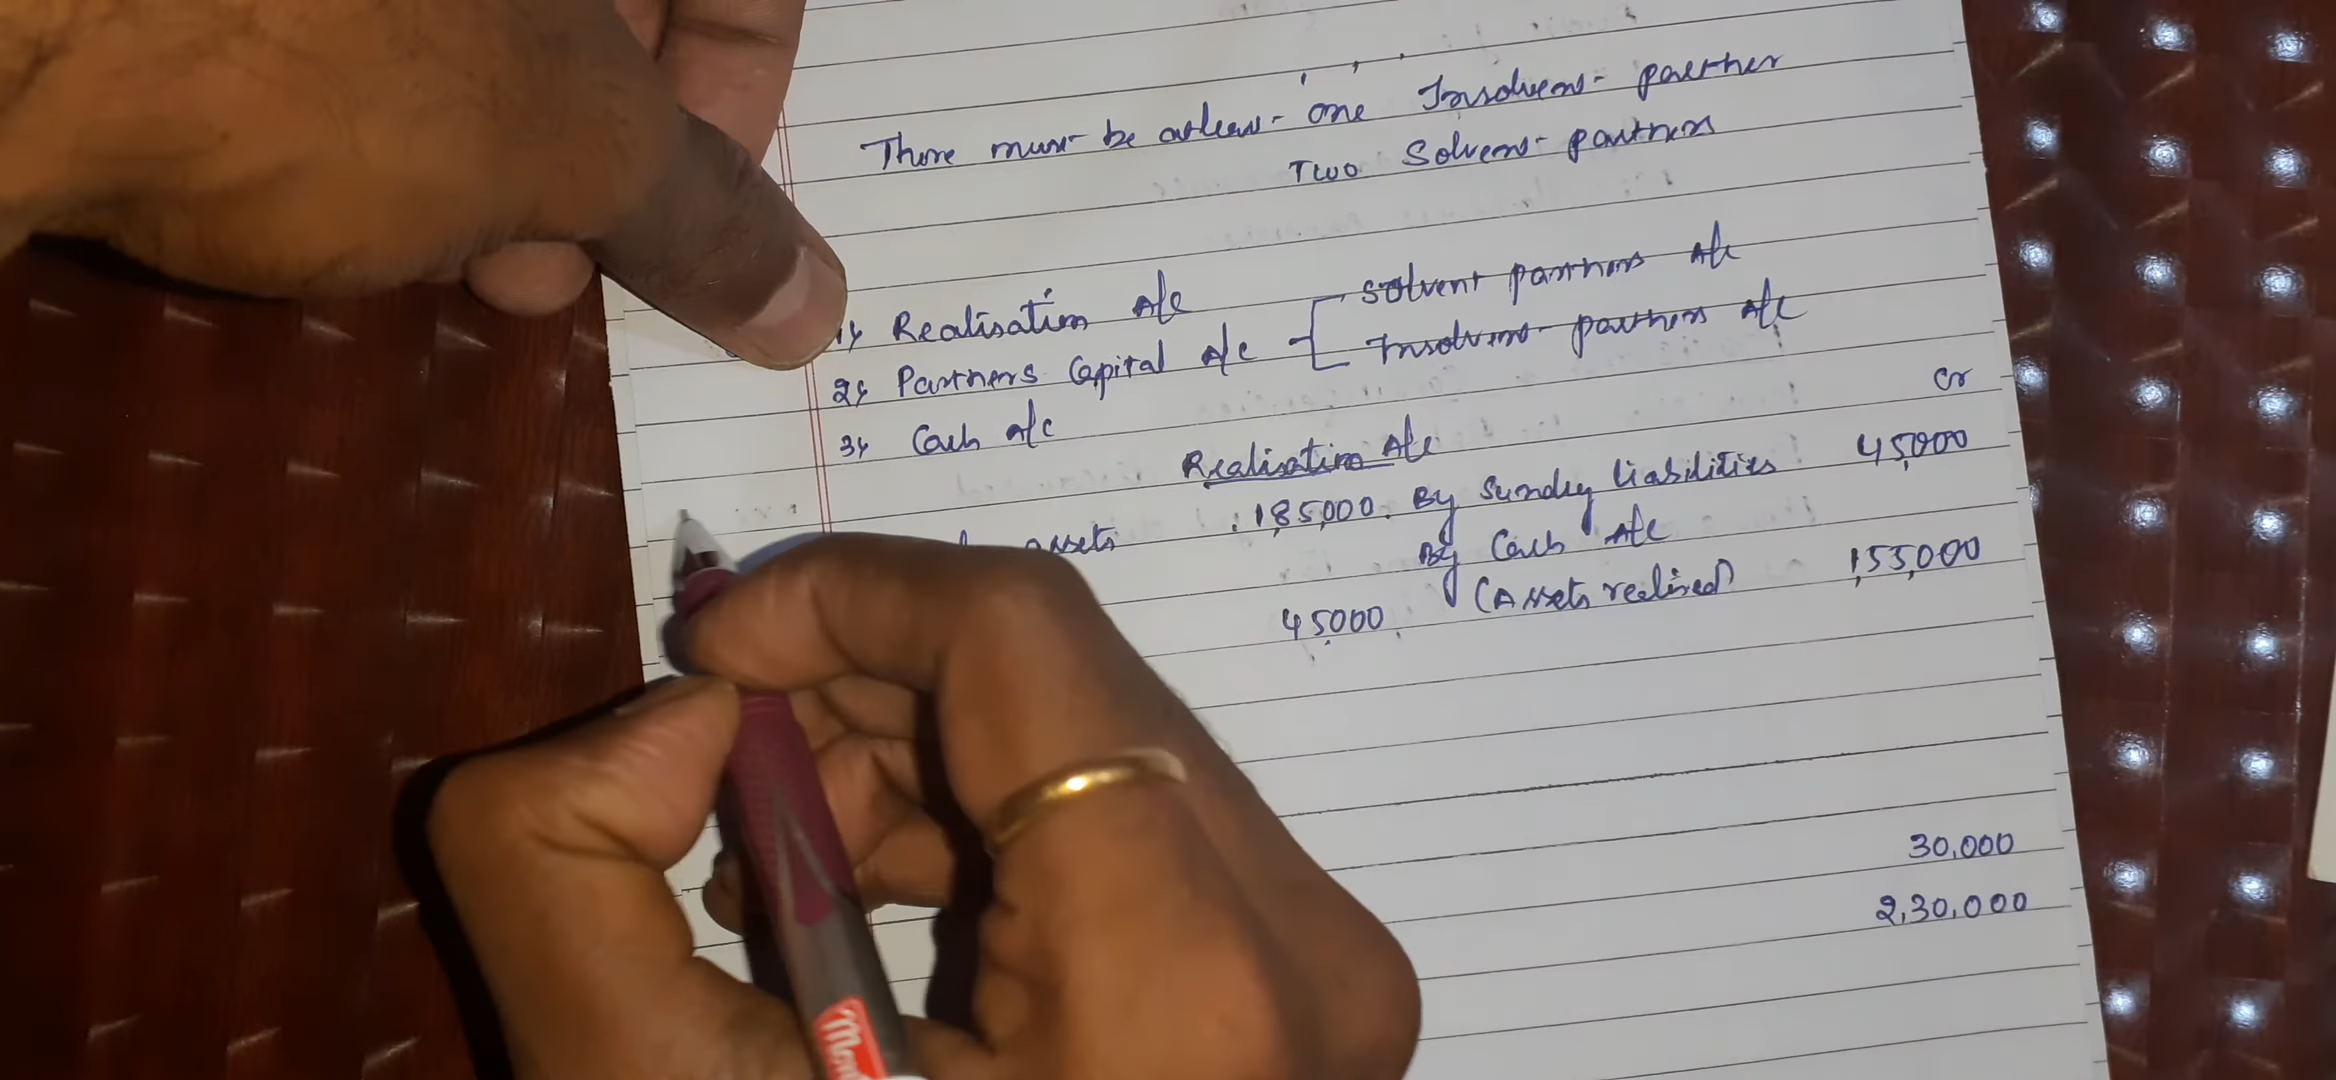 There must be atleast one Insolvent partner
Two Solvent partners
1) Realisation A/c
2) Partners Capital A/c
Solvent partners A/c
Insolvent partners A/c
3) Cash A/c
Realisation A/c
Cr
assets 1,85,000. By Sundry liabilities 45,000
By Cash A/c
45000 (Assets realised) 1,55,000
30,000
2,30,000